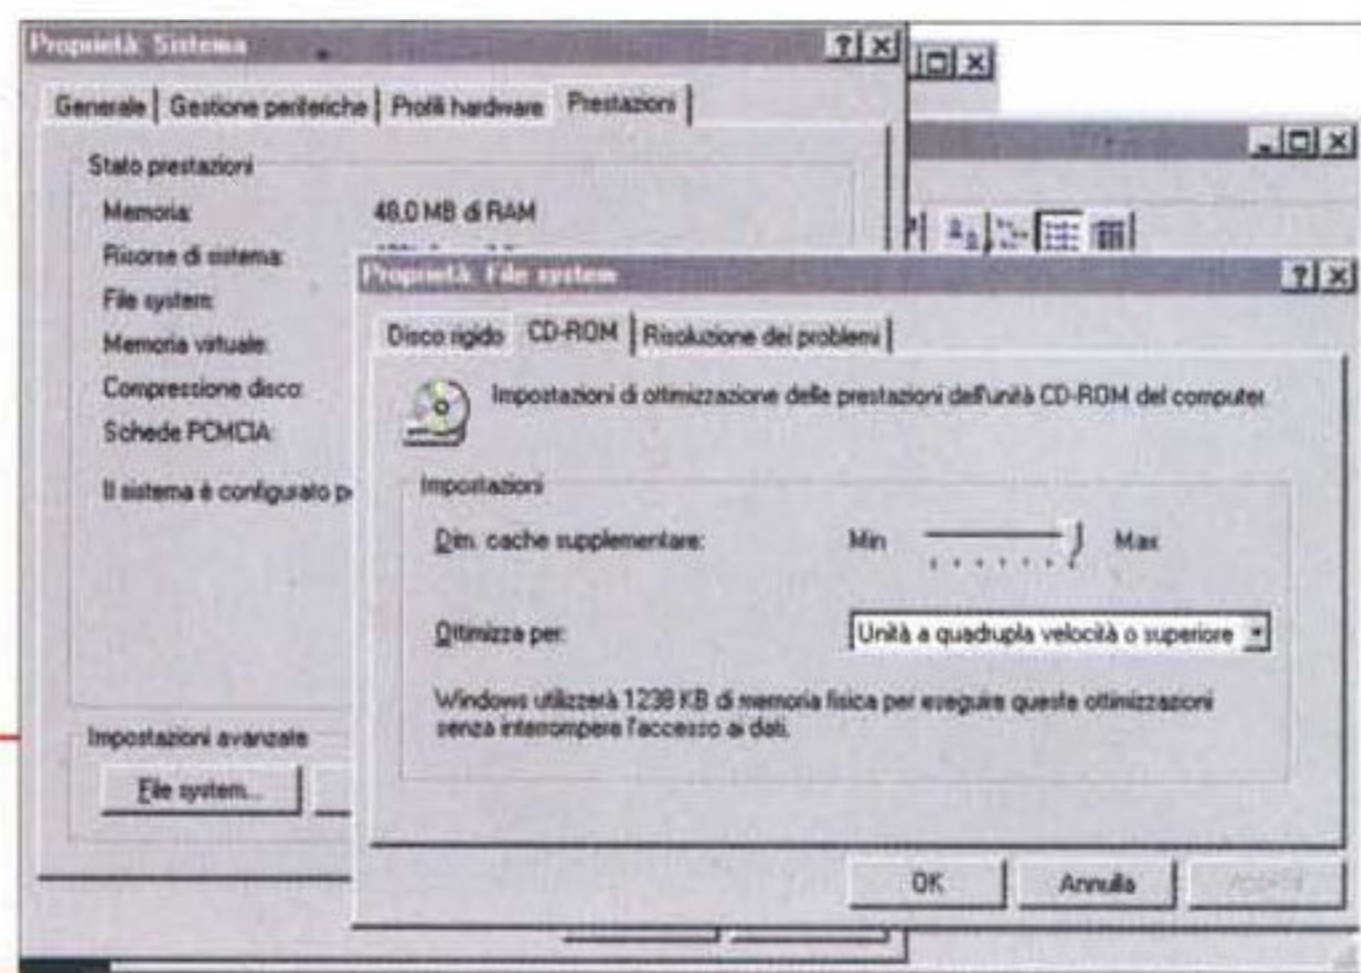 Proprietà: Sistema
Generale
Gestione periferiche
Profili hardware
Prestazioni
Stato prestazioni
Memoria: 48.0 MB di RAM
Risorse di sistema:
File system:
Memoria virtuale:
Compressione disco:
Schede PCMCIA:
Il sistema è configurato
Impostazioni avanzate
File system...
Proprietà: File system
Disco rigido
CD-ROM
Risoluzione dei problemi
Impostazioni di ottimizzazione delle prestazioni dell'unità CD-ROM del computer.
Impostazioni
Dim. cache supplementare: Min Max
Ottimizza per: Unità a quadrupla velocità o superiore
Windows utilizzerà 1238 KB di memoria fisica per eseguire queste ottimizzazioni
senza interrompere l'accesso ai dati.
OK
Annulla